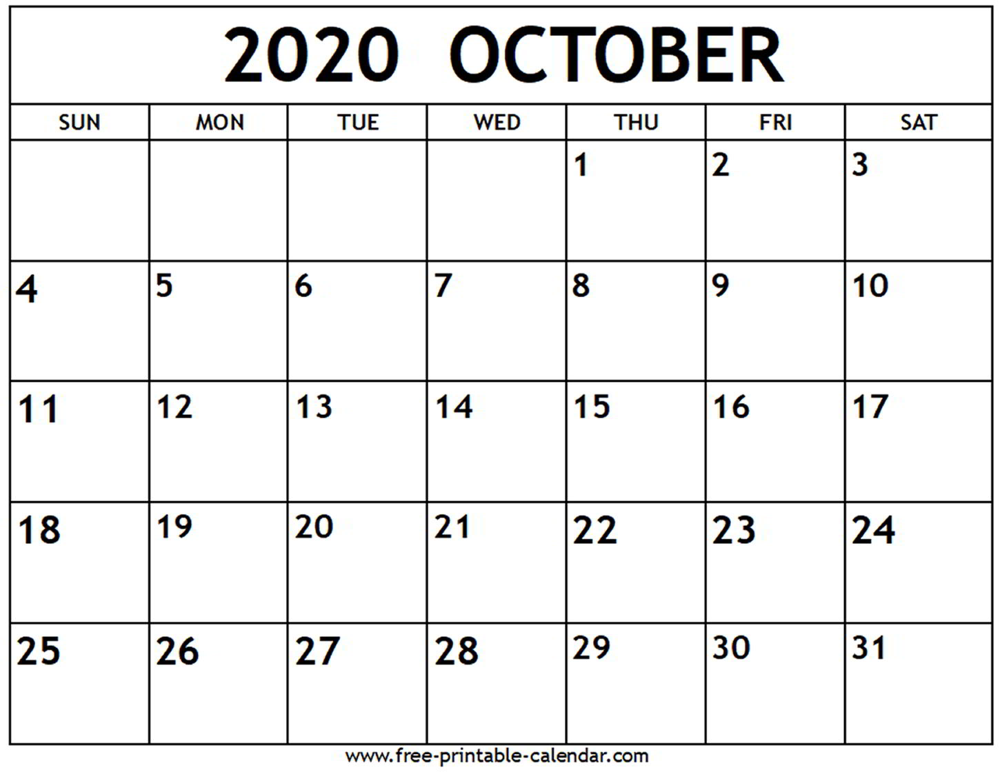 2020 OCTOBER
SUN MON TUE WED THU FRI SAT
1 2 3
4 5 6 7 8 9 10
11 12 13 14 15 16 17
18 19 20 21 22 23 24
25 26 27 28 29 30 31
www.free-printable-calendar.com